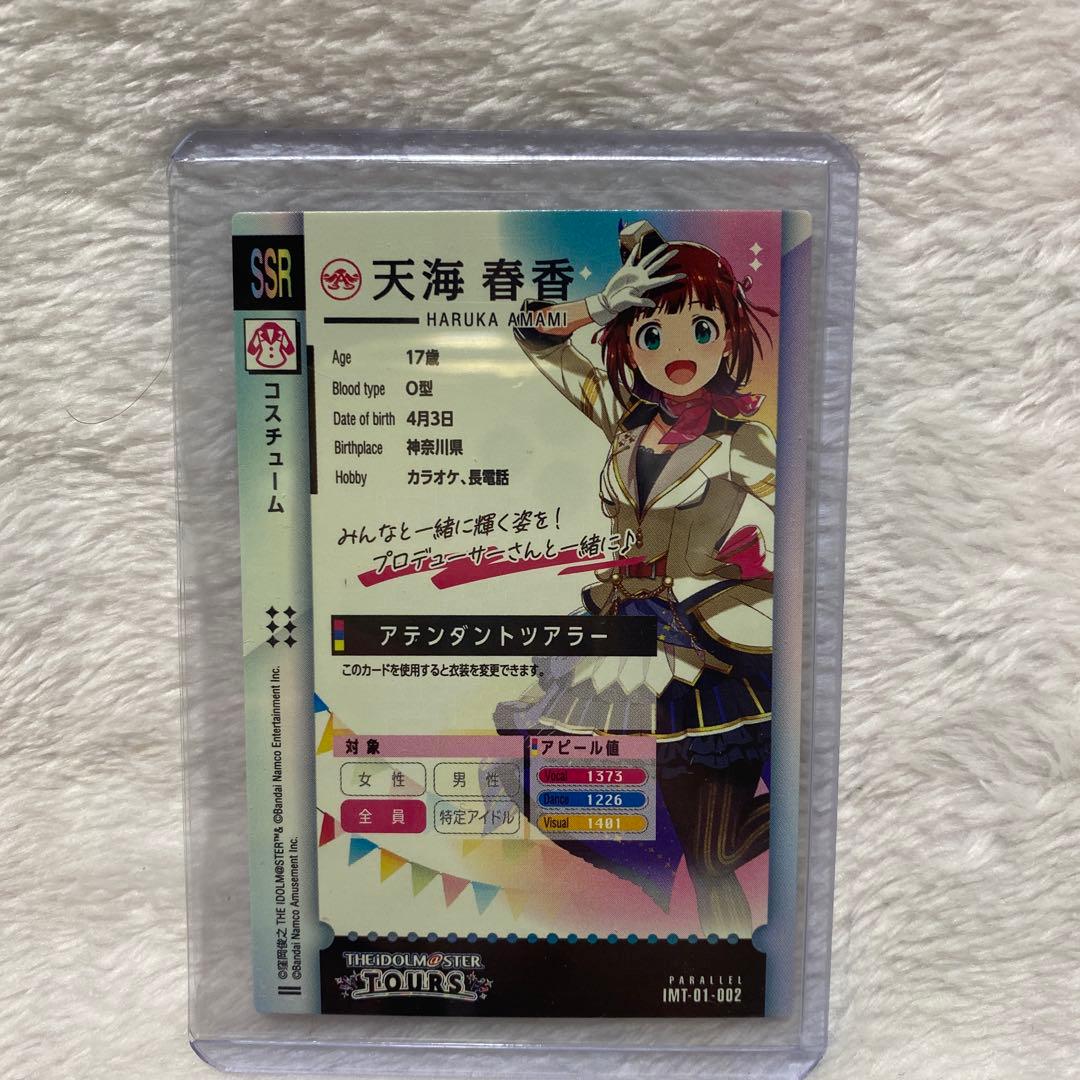 SSR
コスチューム
©窪岡俊之 THE IDOLM@STER™& ©Bandai Namco Entertainment Inc.
©Bandai Namco Amusement Inc.
天海 春香
HARUKA AMAMI
Age 17歳
Blood type O型
Date of birth 4月3日
Birthplace 神奈川県
Hobby カラオケ、長電話
みんなと一緒に輝く姿を!
プロデューサーさんと一緒に♪
アテンダントツアラー
このカードを使用すると衣装を変更できます。
対象
女性 男性
全員 特定アイドル
アピール値
Vocal 1373
Dance 1226
Visual 1401
THE iDOLM@STER
TOURS
PARALLEL
IMT-01-002